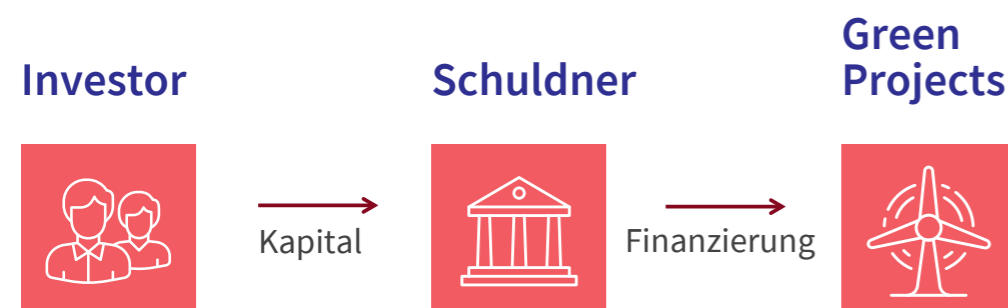 Investor
Schuldner
Green
Projects
Kapital
Finanzierung